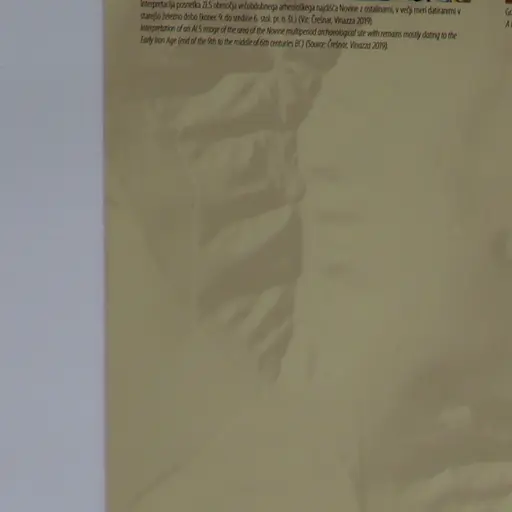 Interpretacija posnetka ZLS območja večobdobnega arheološkega najdišča Novine z ostalinami, v večji meri datiranimi v
starejšo železno dobo (konec 9. do sredine 6. stol. pr. n. št.) (Vir: Črešnar, Vinazza 2019).
Interpretation of an ALS image of the area of the Novine multiperiod archaeological site with remains mostly dating to the
Early Iron Age (end of the 9th to the middle of 6th centuries BC) (Source: Črešnar, Vinazza 2019).